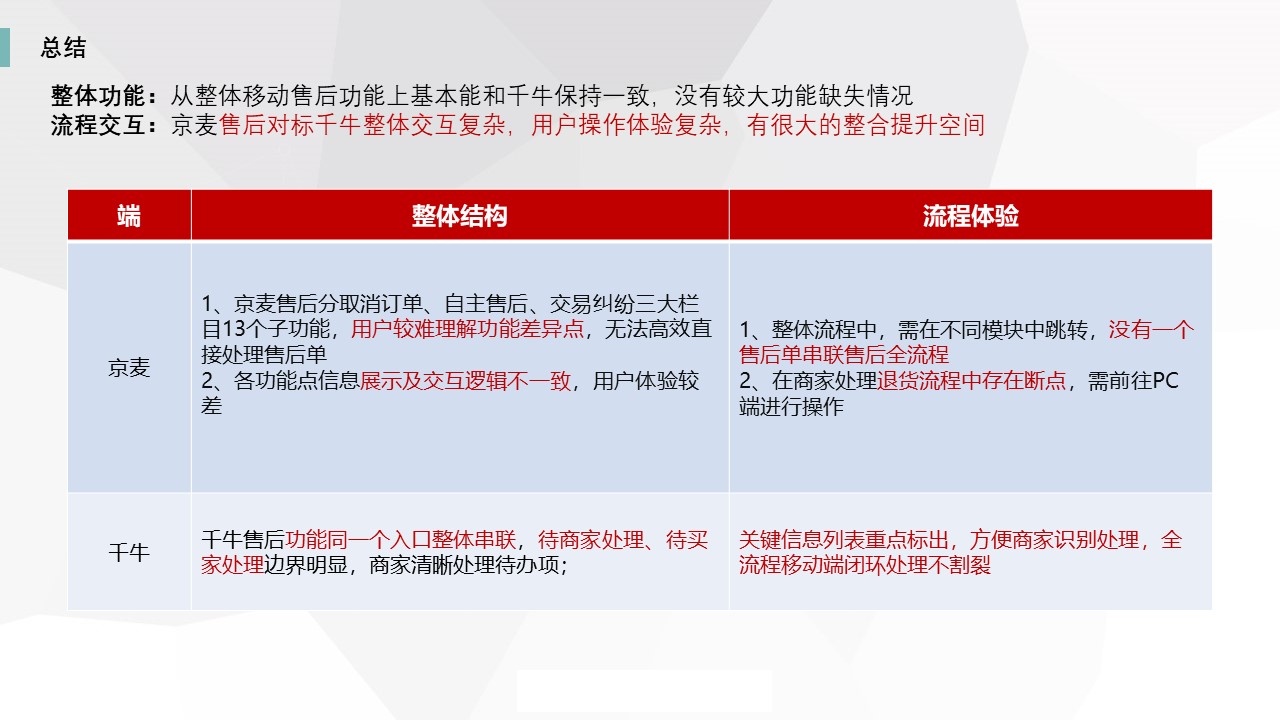 总结
整体功能：从整体移动售后功能上基本能和千牛保持一致，没有较大功能缺失情况
流程交互：京麦售后对标千牛整体交互复杂，用户操作体验复杂，有很大的整合提升空间
端
整体结构
流程体验
京麦
1、京麦售后分取消订单、自主售后、交易纠纷三大栏
目13个子功能，用户较难理解功能差异点，无法高效直
接处理售后单
2、各功能点信息展示及交互逻辑不一致，用户体验较
差
1、整体流程中，需在不同模块中跳转，没有一个
售后单串联售后全流程
2、在商家处理退货流程中存在断点，需前往PC
端进行操作
千牛
千牛售后功能同一个入口整体串联，待商家处理、待买
家处理边界明显，商家清晰处理待办项；
关键信息列表重点标出，方便商家识别处理，全
流程移动端闭环处理不割裂